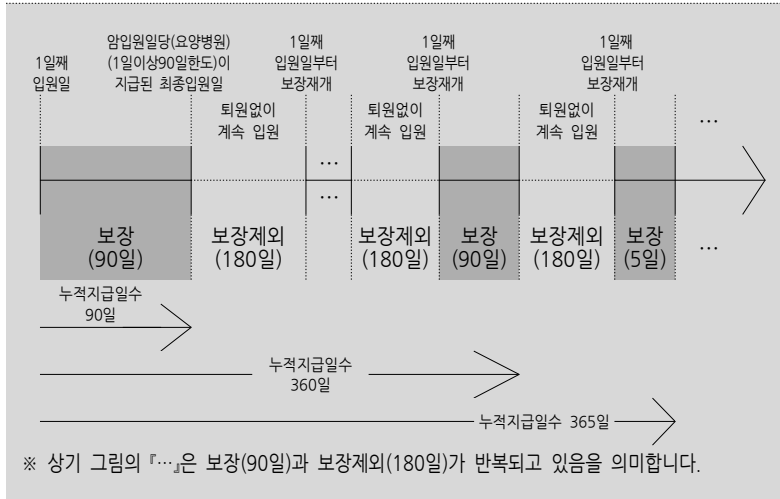 1일째
입원일
암입원일당(요양병원)
(1일이상90일한도)이
지급된 최종입원일
1일째
입원일부터
보장재개
1일째
입원일부터
보장재개
1일째
입원일부터
보장재개
퇴원없이
계속 입원
퇴원없이
계속 입원
퇴원없이
계속 입원
…
…
…
보장
(90일)
보장제외
(180일)
보장제외
(180일)
보장
(90일)
보장제외
(180일)
보장
(5일)
…
누적지급일수
90일
누적지급일수
360일
누적지급일수 365일
※ 상기 그림의 『…』은 보장(90일)과 보장제외(180일)가 반복되고 있음을 의미합니다.